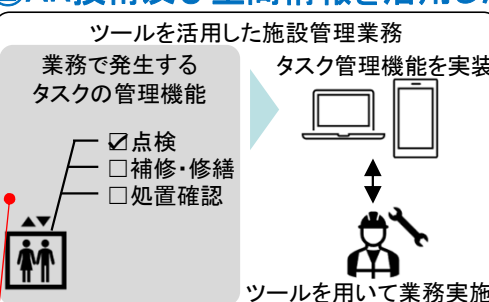 ツールを活用した施設管理業務
業務で発生する
タスクの管理機能
☑点検
□補修・修繕
□処置確認
タスク管理機能を実装
ツールを用いて業務実施